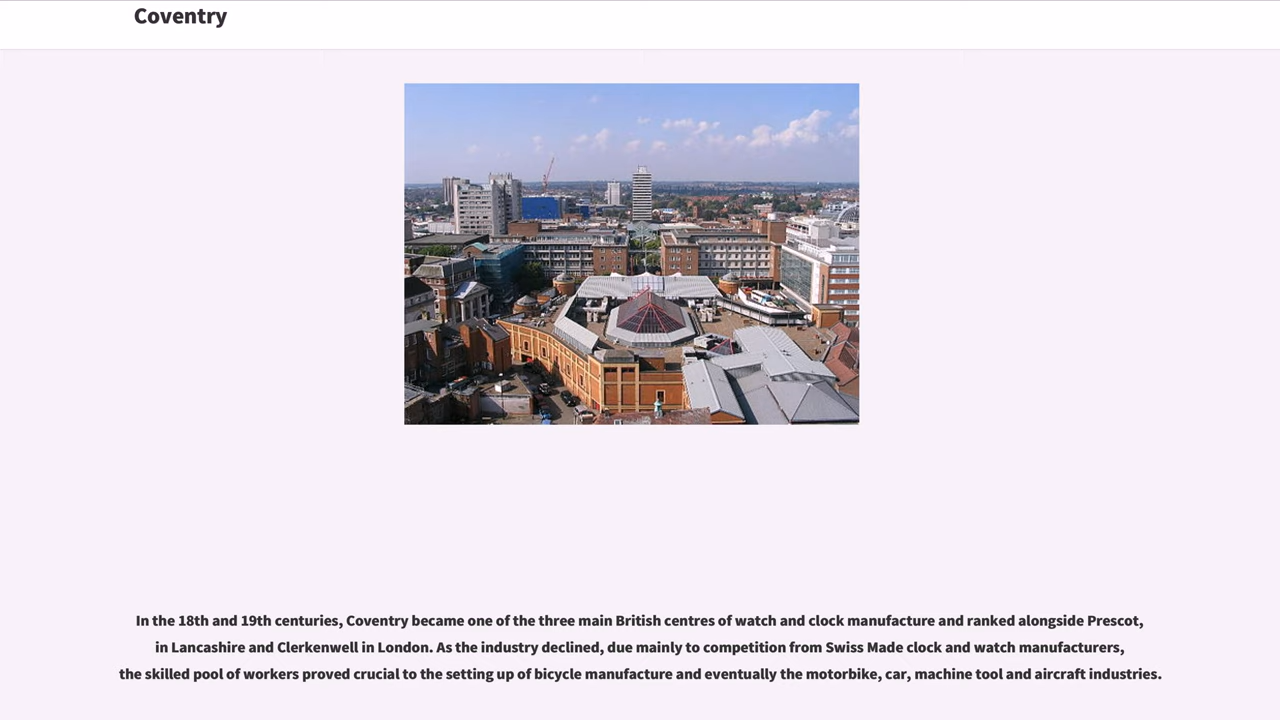 Coventry
In the 18th and 19th centuries, Coventry became one of the three main British centres of watch and clock manufacture and ranked alongside Prescot,
in Lancashire and Clerkenwell in London. As the industry declined, due mainly to competition from Swiss Made clock and watch manufacturers,
the skilled pool of workers proved crucial to the setting up of bicycle manufacture and eventually the motorbike, car, machine tool and aircraft industries.